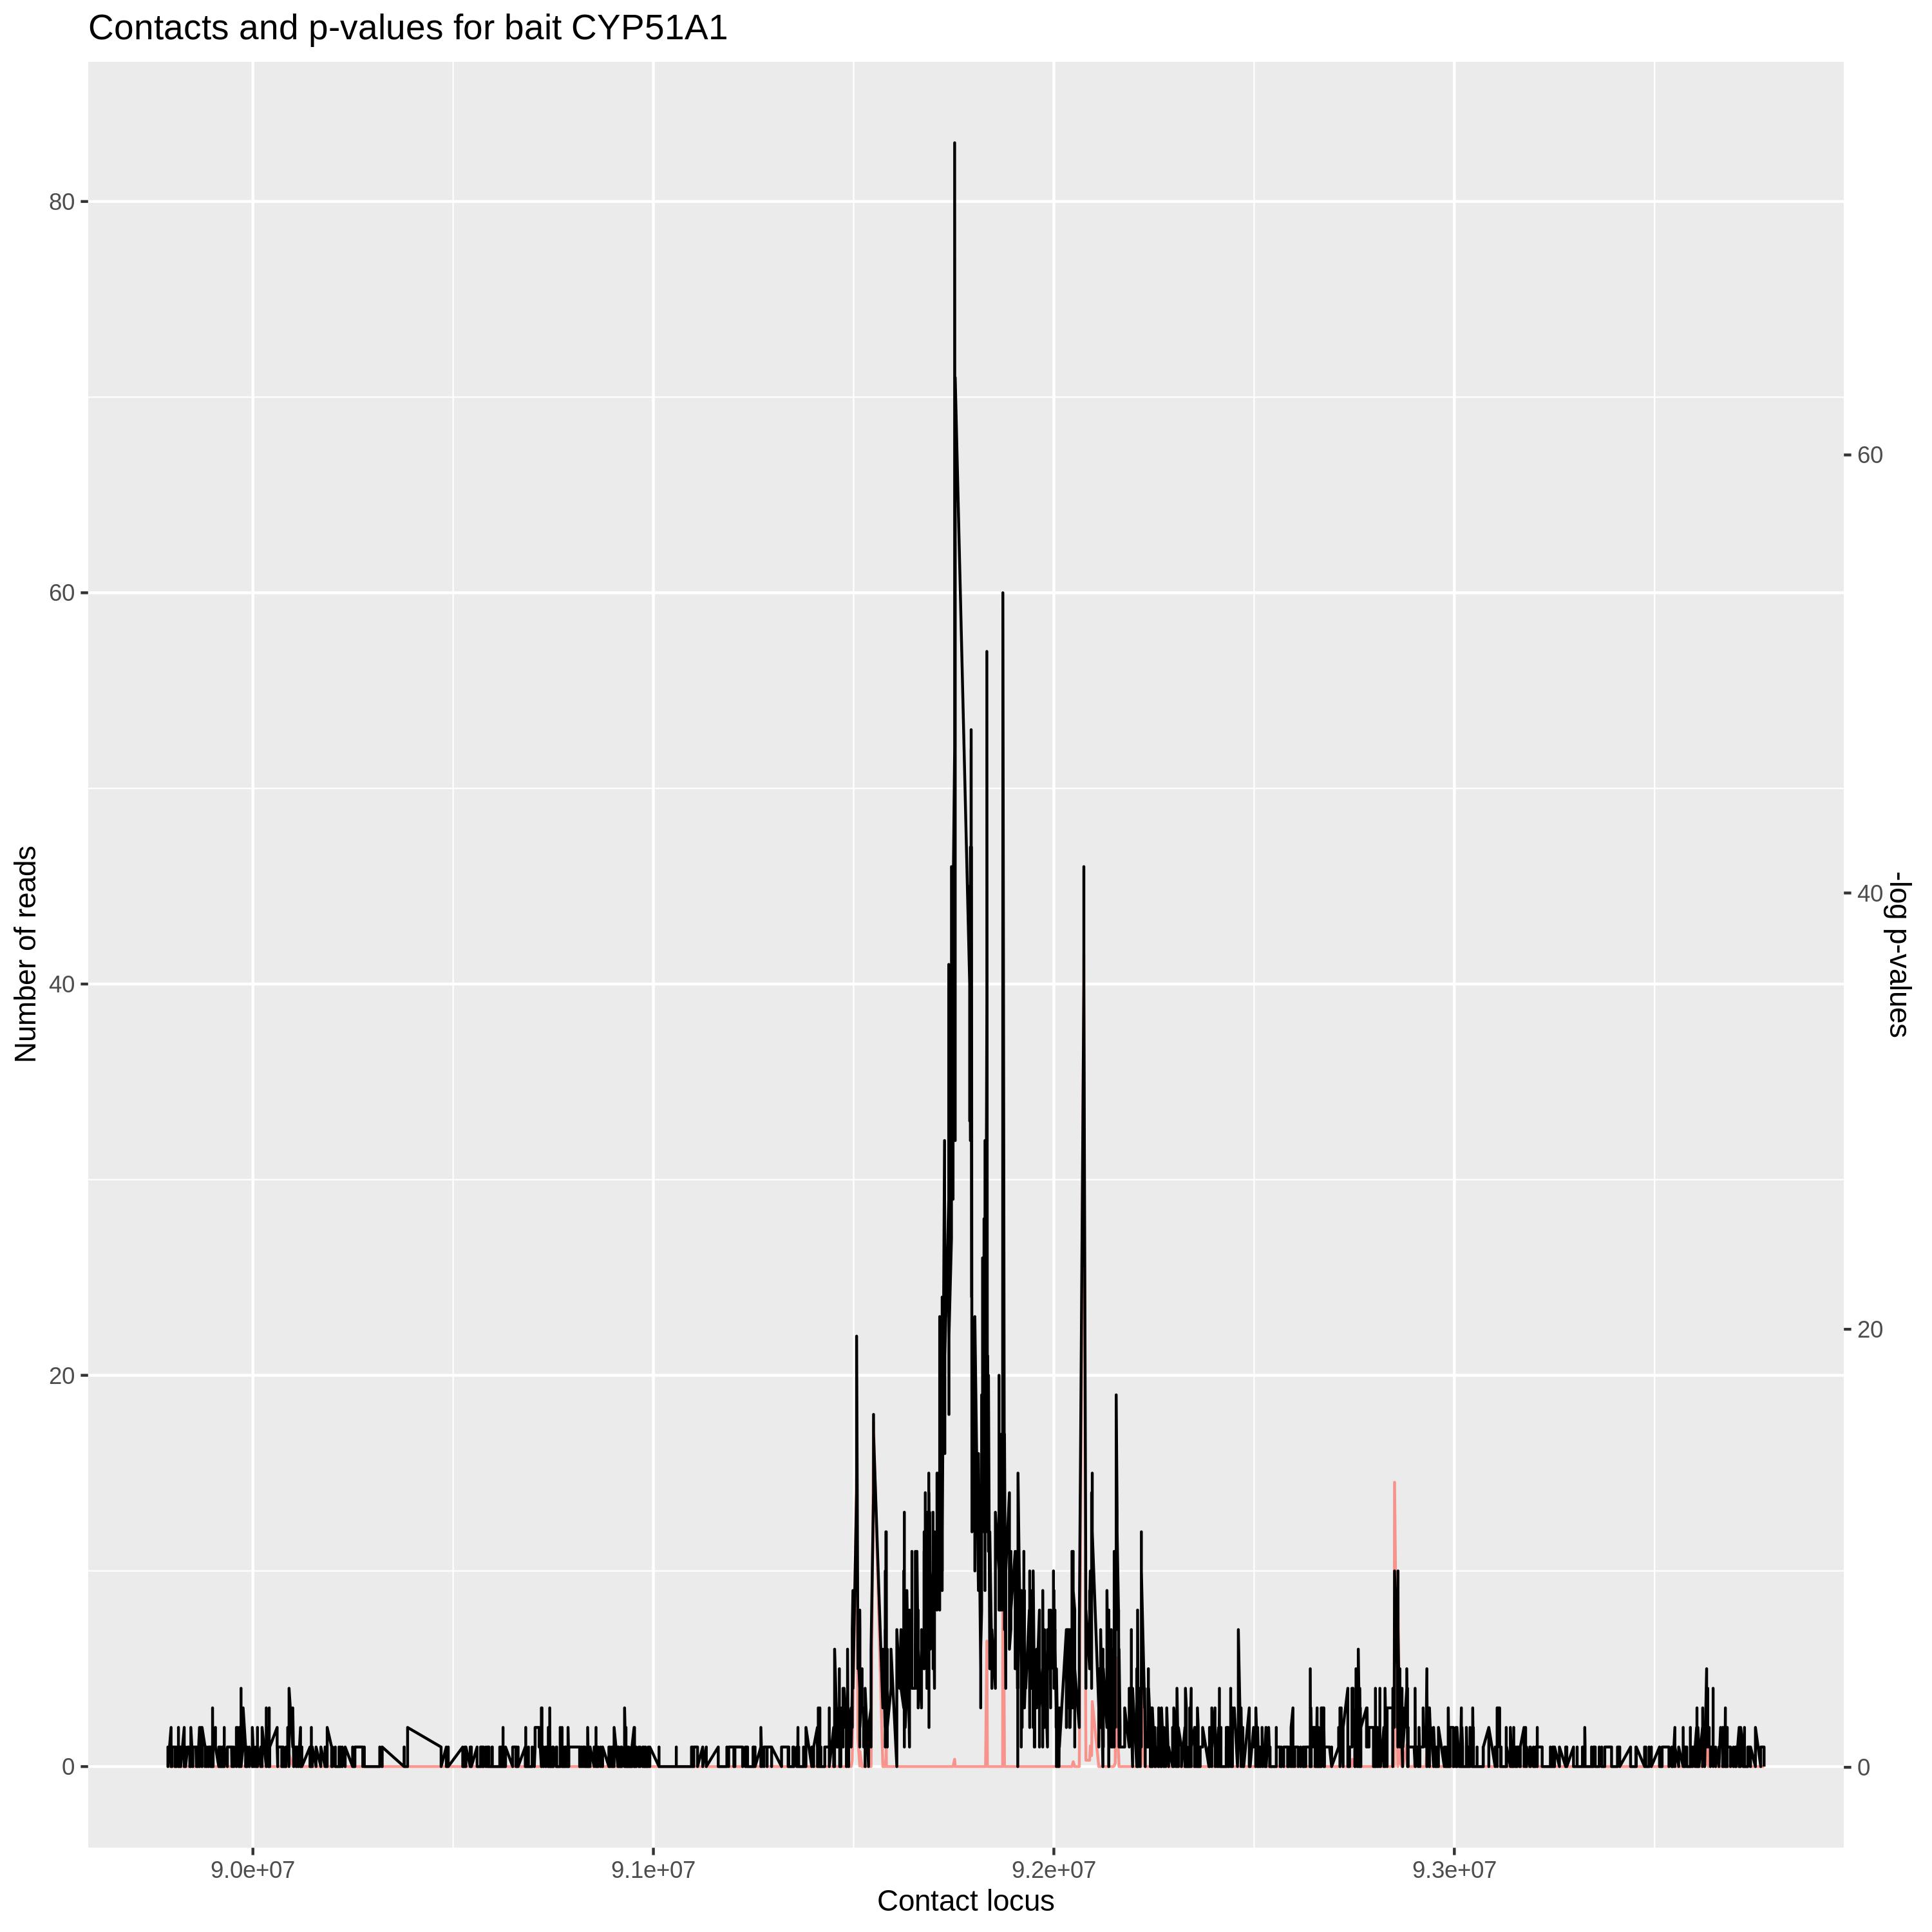 Contacts and p-values for bait CYP51A1
80
60
40
20
0
Number of reads
60
40
20
0
-log p-values
9.0e+07
9.1e+07
9.2e+07
9.3e+07
Contact locus